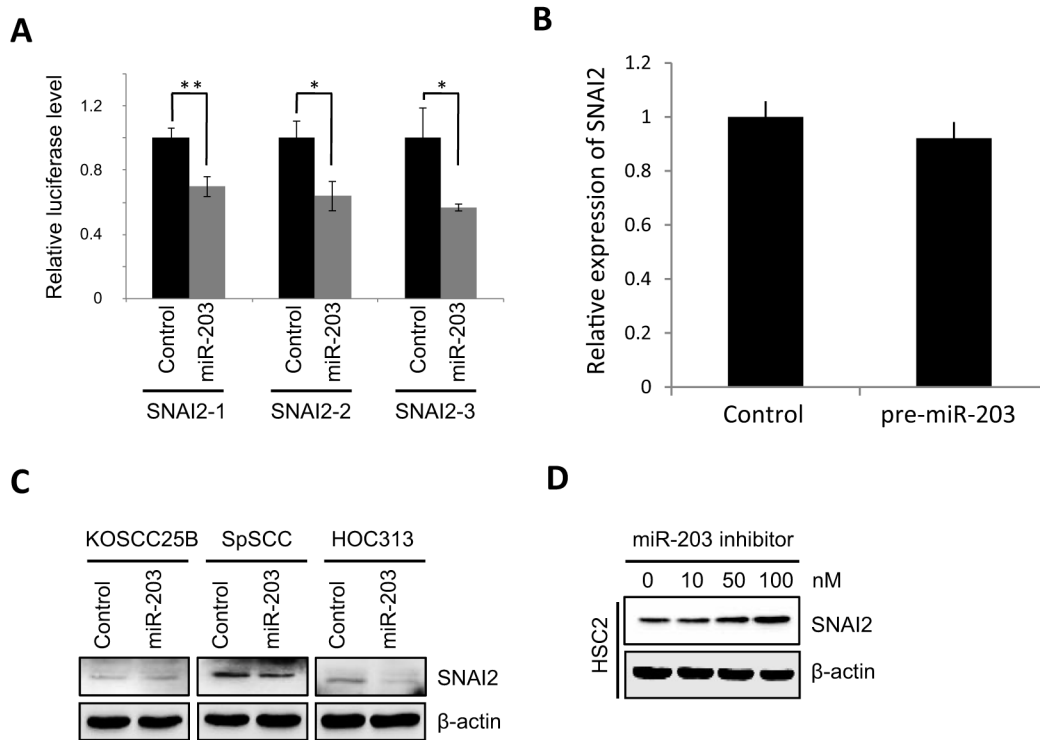 A
Relative luciferase level
1.2
1
0.8
0.4
0
**
*
*
Control
miR-203
Control
miR-203
Control
miR-203
SNAI2-1
SNAI2-2
SNAI2-3
B
Relative expression of SNAI2
1.2
1
0.8
0.6
0.4
0.2
0
Control
pre-miR-203
C
KOSCC25B
SpSCC
HOC313
Control
miR-203
Control
miR-203
Control
miR-203
SNAI2
β-actin
D
miR-203 inhibitor
0 10 50 100 nM
HSC2
SNAI2
β-actin